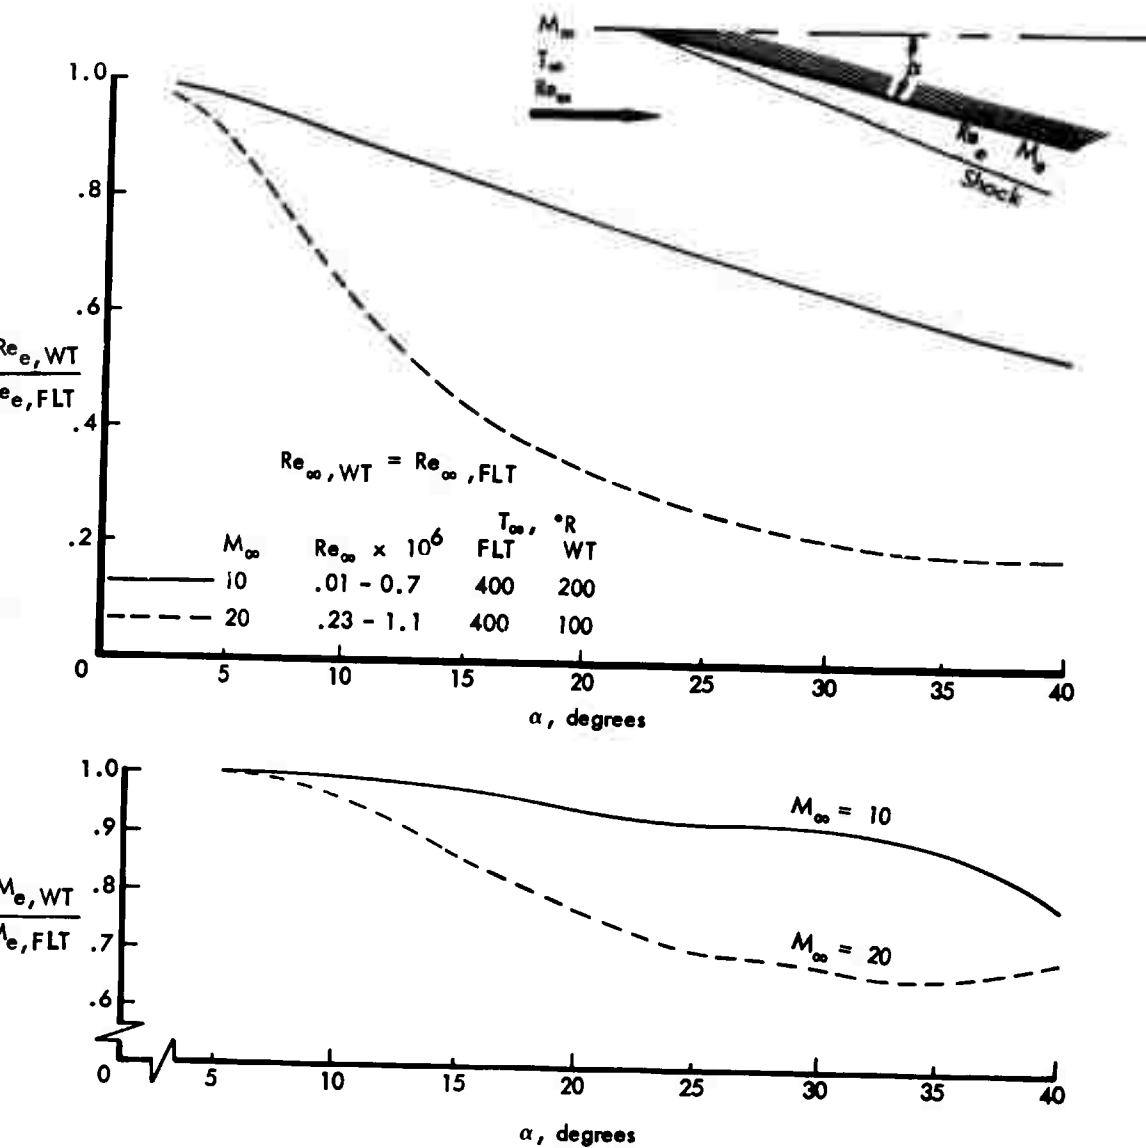 M∞
T∞
Re∞
α
Re e
M e
Shock
1.0
.8
.6
.4
.2
0
Re e, WT
e e, FLT
Re∞, WT = Re∞, FLT
T∞, °R
M∞ Re∞ × 10^6 FLT WT
10 .01 - 0.7 400 200
20 .23 - 1.1 400 100
5 10 15 20 25 30 35 40
α, degrees
1.0
.9
.8
.7
.6
0
M e, WT
M e, FLT
M∞ = 10
M∞ = 20
5 10 15 20 25 30 35 40
α, degrees